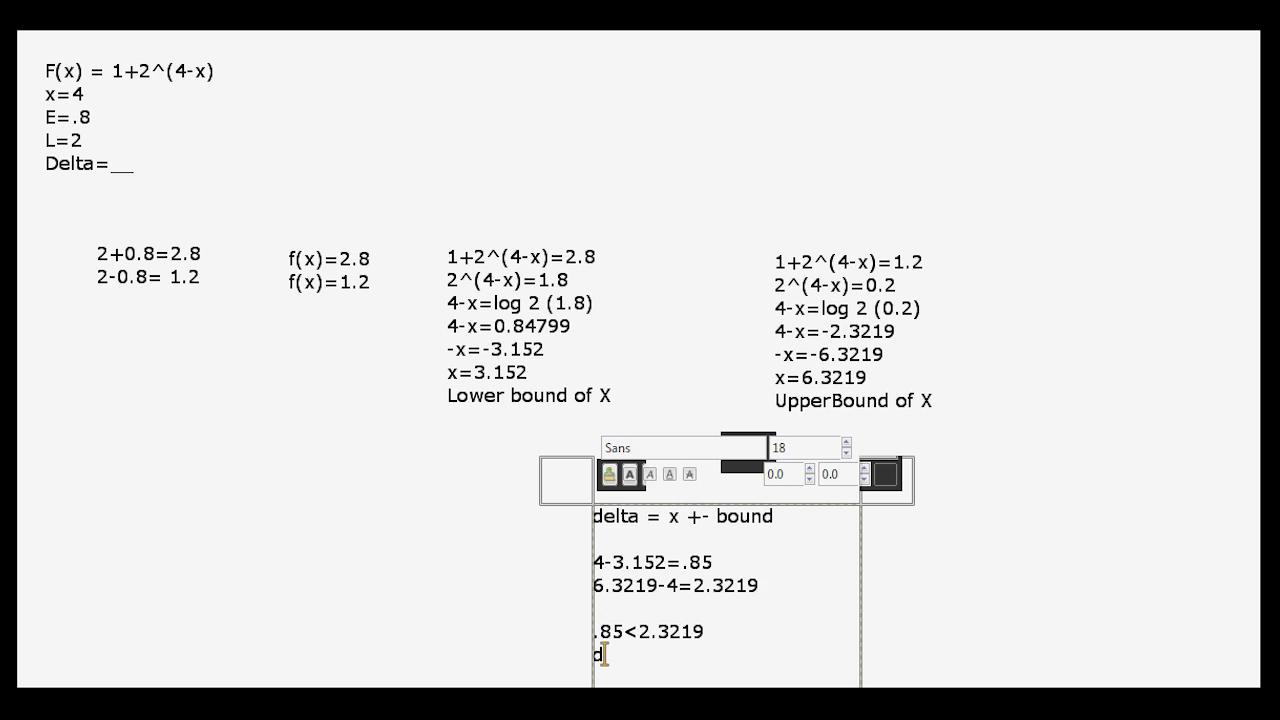 F(x) = 1+2^(4-x)
x=4
E=.8
L=2
Delta=__
2+0.8=2.8
2-0.8= 1.2
f(x)=2.8
f(x)=1.2
1+2^(4-x)=2.8
2^(4-x)=1.8
4-x=log 2 (1.8)
4-x=0.84799
-x=-3.152
x=3.152
Lower bound of X
1+2^(4-x)=1.2
2^(4-x)=0.2
4-x=log 2 (0.2)
4-x=-2.3219
-x=-6.3219
x=6.3219
UpperBound of X
Sans 18
A A A A 0.0 0.0
delta = x +- bound
4-3.152=.85
6.3219-4=2.3219
.85<2.3219
d